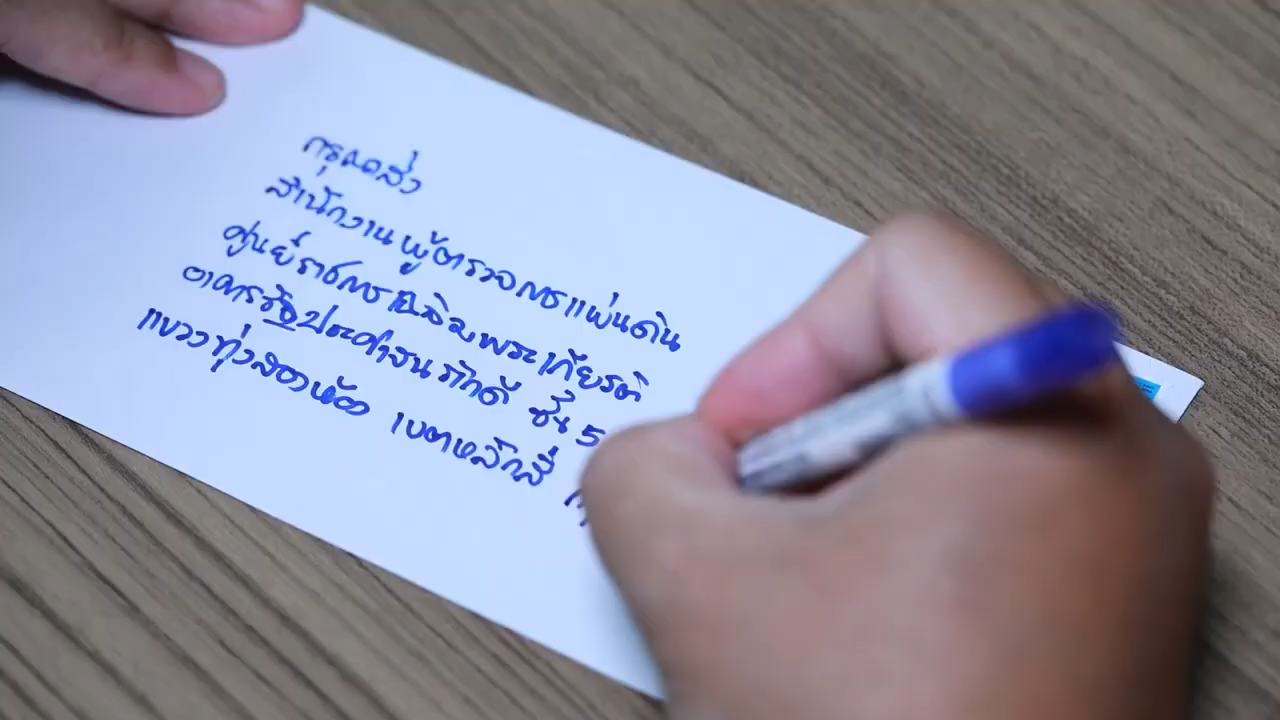 กรุณาส่ง
สำนักงานผู้ตรวจการแผ่นดิน
ศูนย์ราชการเฉลิมพระเกียรติ
อาคารรัฐประศาสนภักดี ชั้น 5
แขวงทุ่งสองห้อง เขตหลักสี่